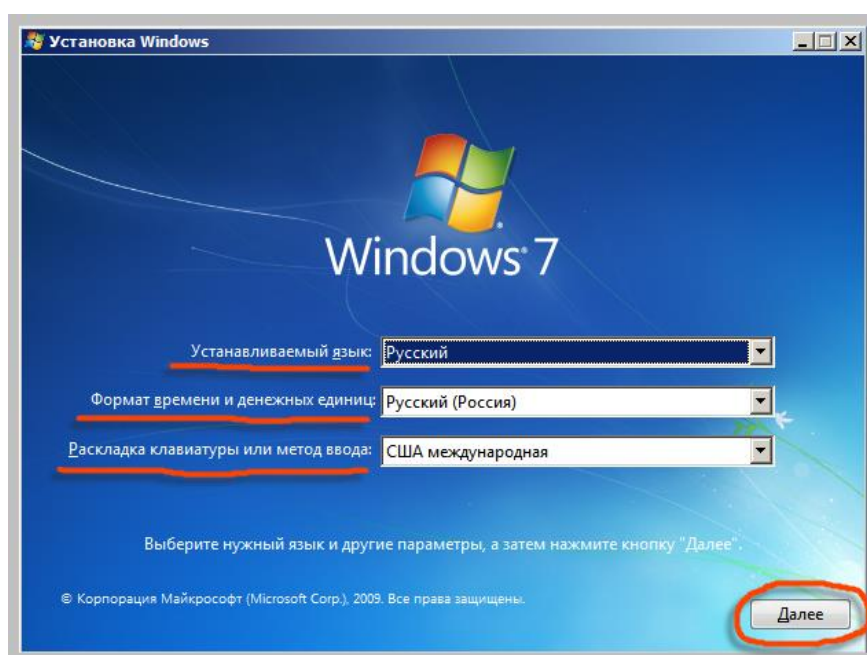 Установка Windows
Windows 7
Устанавливаемый язык: Русский
Формат времени и денежных единиц: Русский (Россия)
Раскладка клавиатуры или метод ввода: США международная
Выберите нужный язык и другие параметры, а затем нажмите кнопку "Далее".
© Корпорация Майкрософт (Microsoft Corp.), 2009. Все права защищены.
Далее